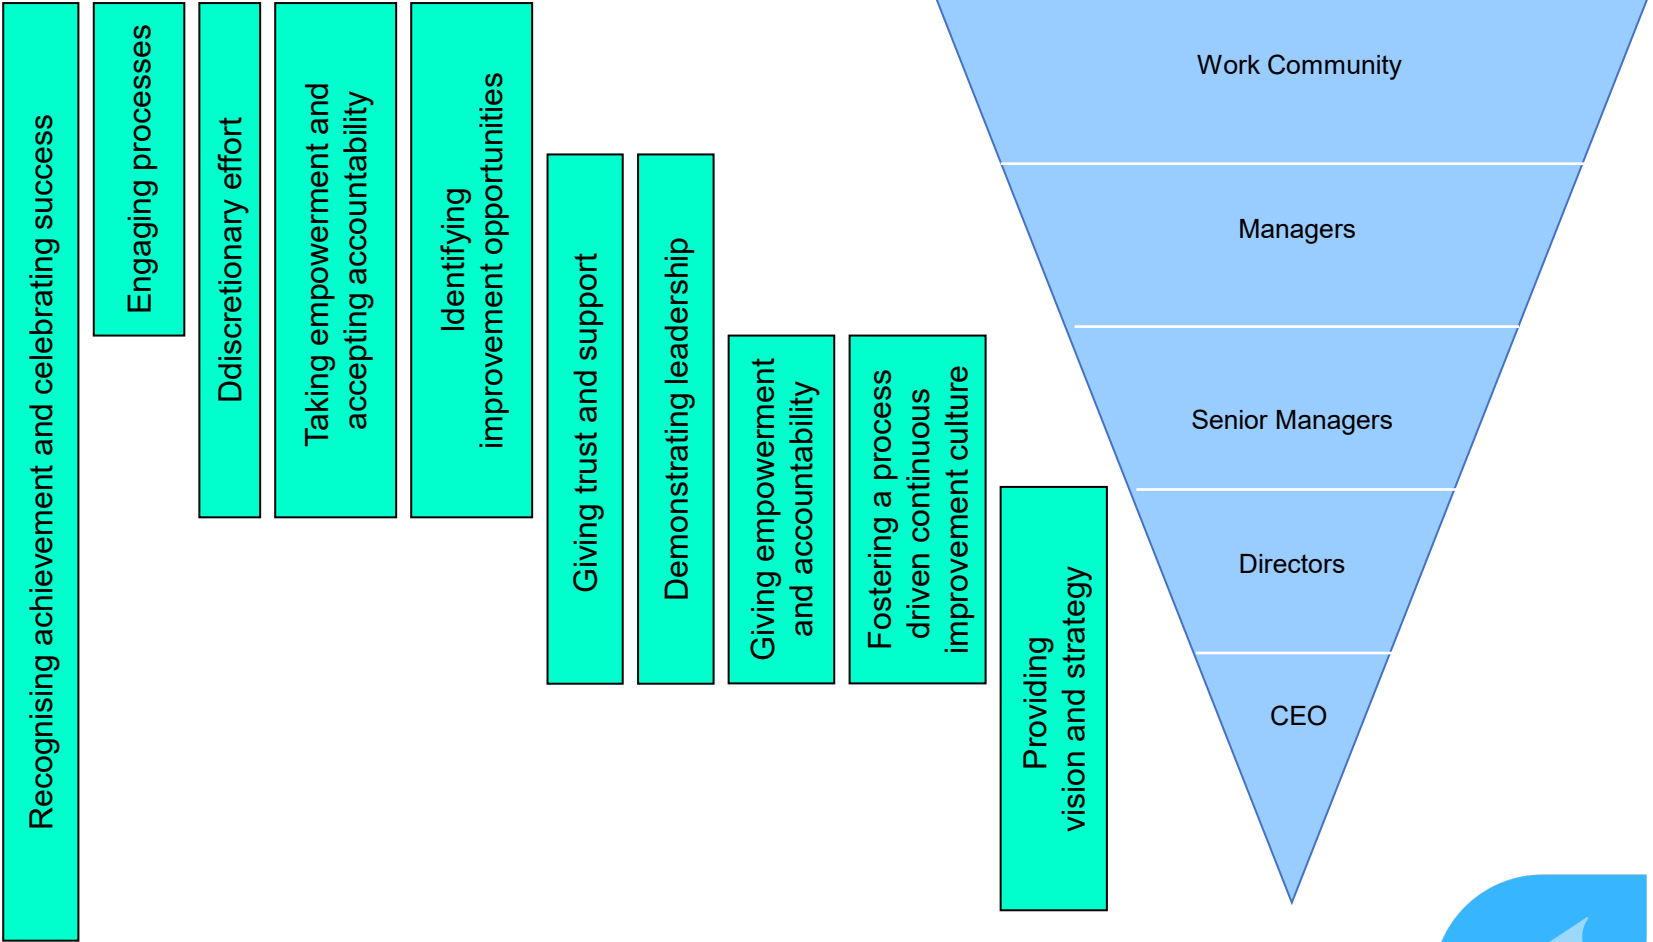 Recognising achievement and celebrating success
Engaging processes
Ddiscretionary effort
Taking empowerment and
accepting accountability
Identifying
improvement opportunities
Giving trust and support
Demonstrating leadership
Giving empowerment
and accountability
Fostering a process
driven continuous
improvement culture
Providing
vision and strategy
Work Community
Managers
Senior Managers
Directors
CEO